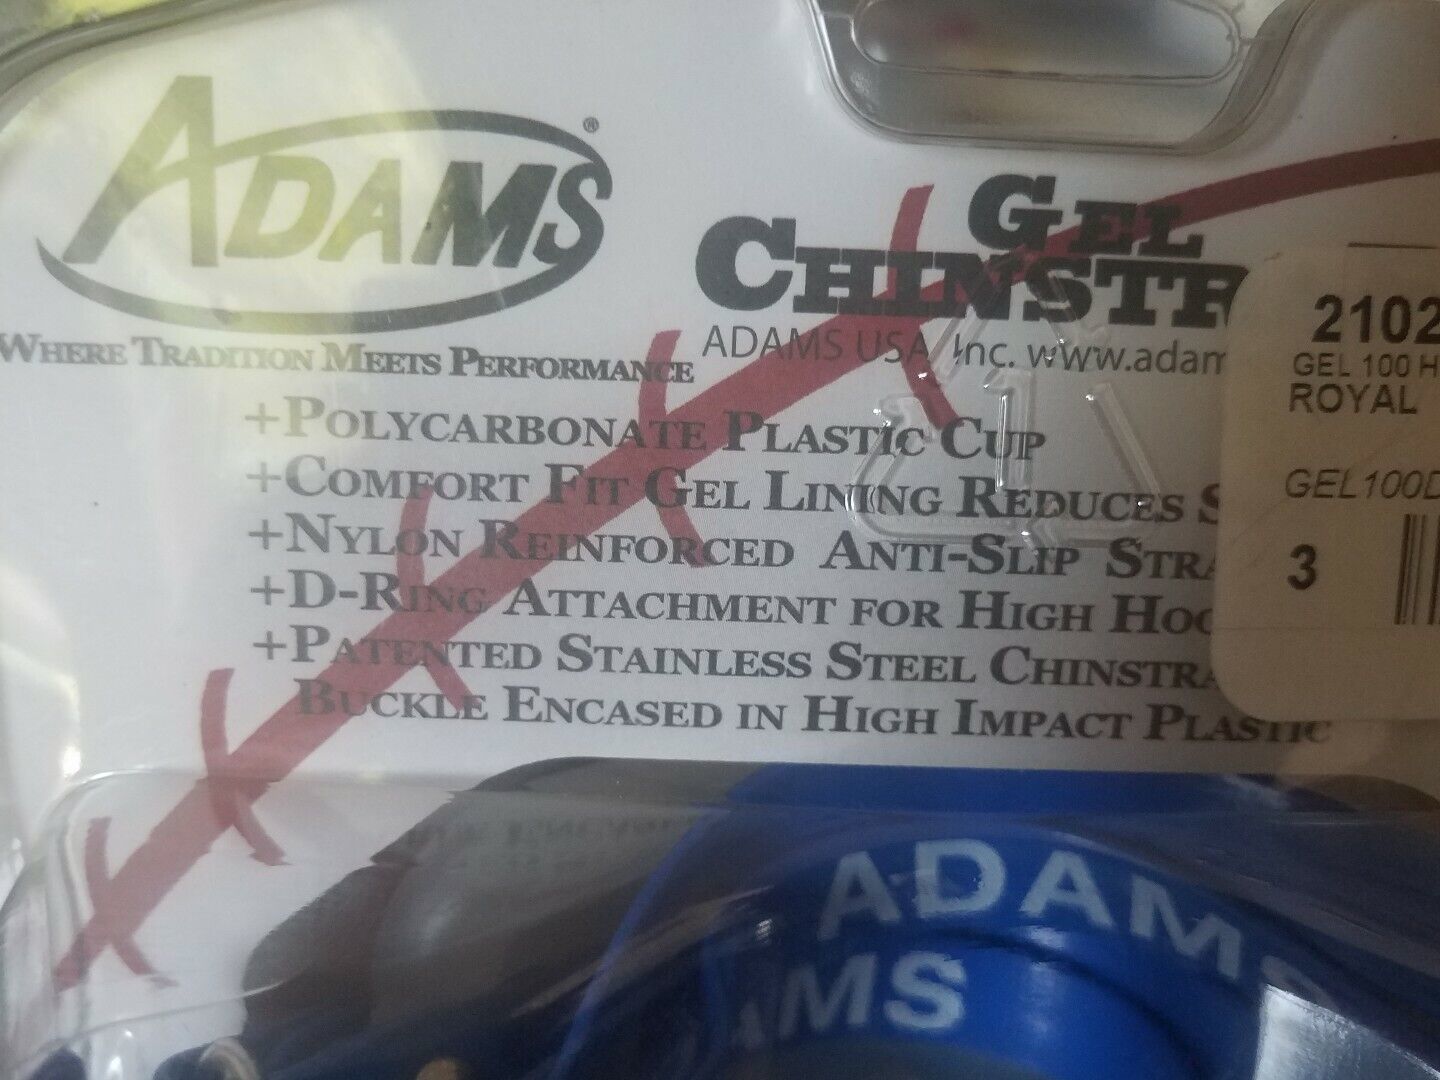 ADAMS®
WHERE TRADITION MEETS PERFORMANCE
GEL
CHINSTR
ADAMS USA, Inc. www.adam
+POLYCARBONATE PLASTIC CUP
+COMFORT FIT GEL LINING REDUCES S
+NYLON REINFORCED ANTI-SLIP STRA
+D-RING ATTACHMENT FOR HIGH HOO
+PATENTED STAINLESS STEEL CHINSTRA
BUCKLE ENCASED IN HIGH IMPACT PLASTIC
2102
GEL 100 H
ROYAL
GEL100D
3
1
ADAMS
AMS